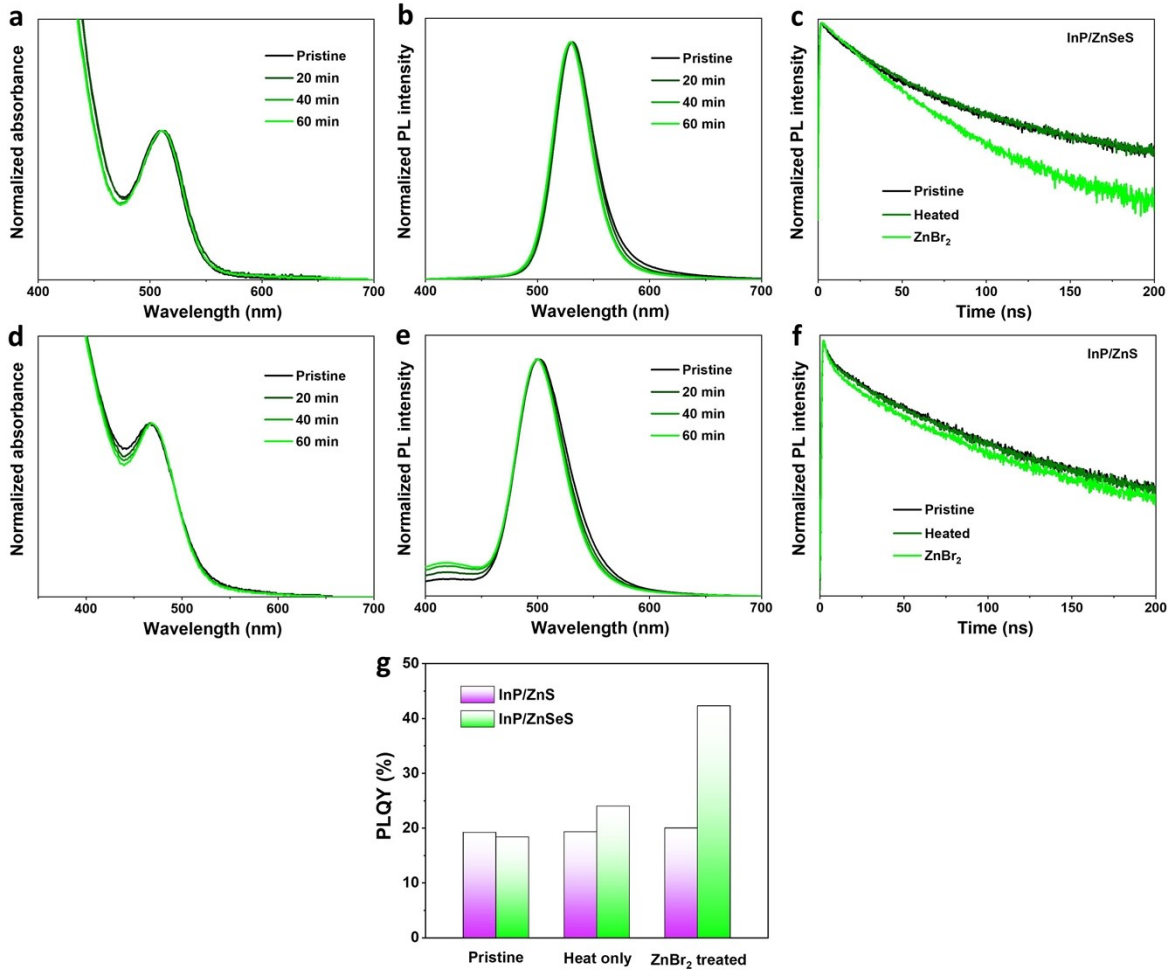 a
Normalized absorbance
Pristine
20 min
40 min
60 min
400 500 600 700
Wavelength (nm)
b
Normalized PL intensity
Pristine
20 min
40 min
60 min
400 500 600 700
Wavelength (nm)
c
Normalized PL intensity
InP/ZnSeS
Pristine
Heated
ZnBr₂
0 50 100 150 200
Time (ns)
d
Normalized absorbance
Pristine
20 min
40 min
60 min
400 500 600 700
Wavelength (nm)
e
Normalized PL intensity
Pristine
20 min
40 min
60 min
400 500 600 700
Wavelength (nm)
f
Normalized PL intensity
InP/ZnS
Pristine
Heated
ZnBr₂
0 50 100 150 200
Time (ns)
g
PLQY (%)
50
40
30
20
10
0
InP/ZnS
InP/ZnSeS
Pristine Heat only ZnBr₂ treated